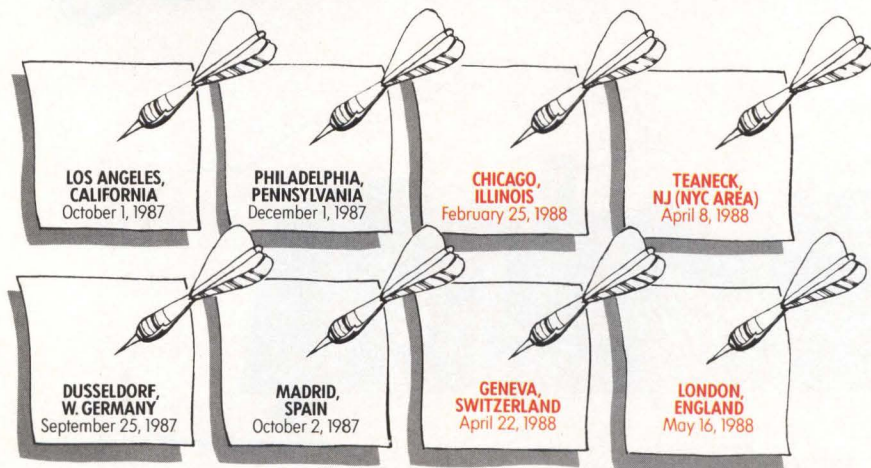 LOS ANGELES,
CALIFORNIA
October 1, 1987
PHILADELPHIA,
PENNSYLVANIA
December 1, 1987
CHICAGO,
ILLINOIS
February 25, 1988
TEANECK,
NJ (NYC AREA)
April 8, 1988
DUSSELDORF,
W. GERMANY
September 25, 1987
MADRID,
SPAIN
October 2, 1987
GENEVA,
SWITZERLAND
April 22, 1988
LONDON,
ENGLAND
May 16, 1988